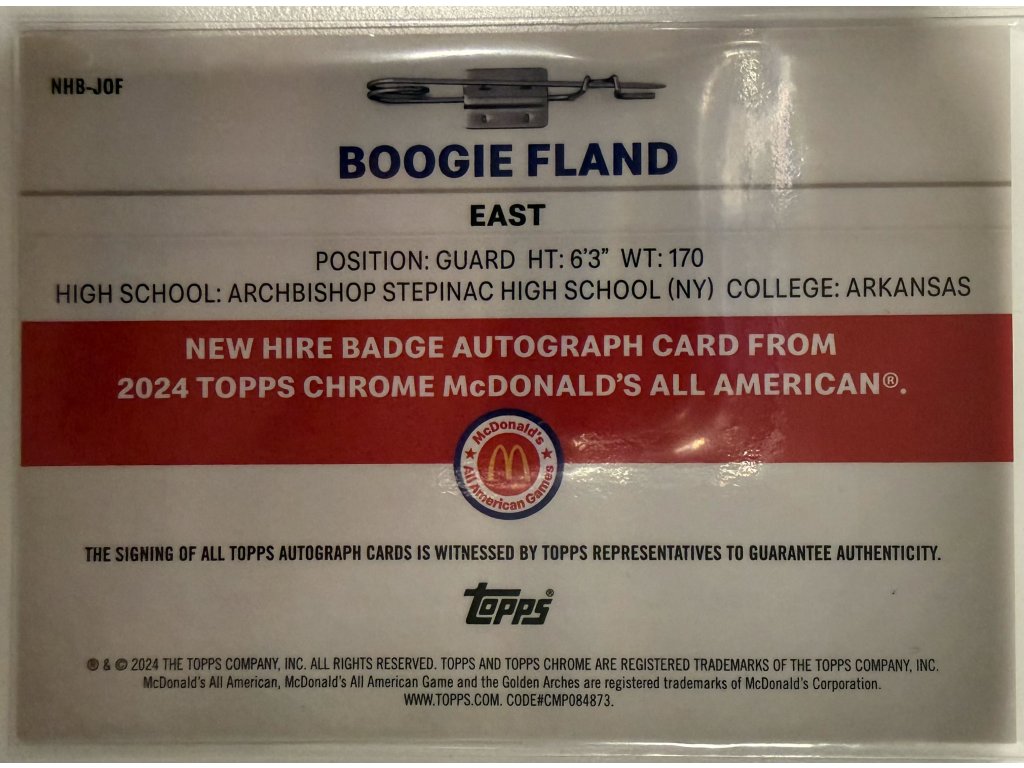 NHB-JOF
BOOGIE FLAND
EAST
POSITION: GUARD HT: 6'3" WT: 170
HIGH SCHOOL: ARCHBISHOP STEPINAC HIGH SCHOOL (NY) COLLEGE: ARKANSAS
NEW HIRE BADGE AUTOGRAPH CARD FROM
2024 TOPPS CHROME McDONALD'S ALL AMERICAN®.
McDonald's
All American Games
THE SIGNING OF ALL TOPPS AUTOGRAPH CARDS IS WITNESSED BY TOPPS REPRESENTATIVES TO GUARANTEE AUTHENTICITY.
topps®
® & © 2024 THE TOPPS COMPANY, INC. ALL RIGHTS RESERVED. TOPPS AND TOPPS CHROME ARE REGISTERED TRADEMARKS OF THE TOPPS COMPANY, INC.
McDonald's All American, McDonald's All American Game and the Golden Arches are registered trademarks of McDonald's Corporation.
WWW.TOPPS.COM. CODE#CMP084873.